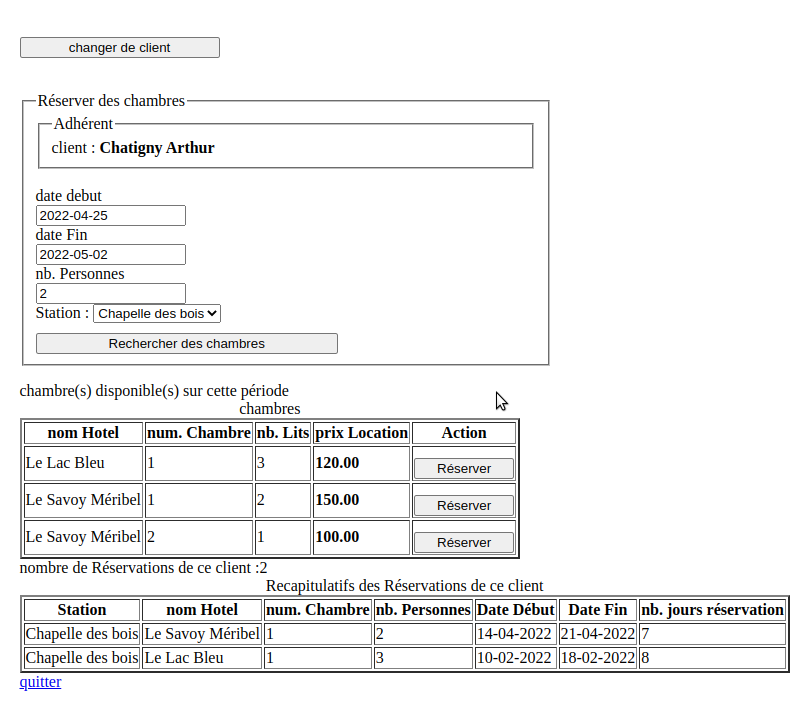 changer de client
Réserver des chambres
Adhérent
client : Chatigny Arthur
date debut
2022-04-25
date Fin
2022-05-02
nb. Personnes
2
Station : Chapelle des bois
Rechercher des chambres
chambre(s) disponible(s) sur cette période
chambres
nom Hotel num. Chambre nb. Lits prix Location Action
Le Lac Bleu 1 3 120.00 Réserver
Le Savoy Méribel 1 2 150.00 Réserver
Le Savoy Méribel 2 1 100.00 Réserver
nombre de Réservations de ce client :2
Recapitulatifs des Réservations de ce client
Station nom Hotel num. Chambre nb. Personnes Date Début Date Fin nb. jours réservation
Chapelle des bois Le Savoy Méribel 1 2 14-04-2022 21-04-2022 7
Chapelle des bois Le Lac Bleu 1 3 10-02-2022 18-02-2022 8
quitter